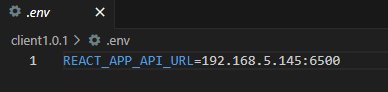 .env
client1.0.1 > .env
1 REACT_APP_API_URL=192.168.5.145:6500